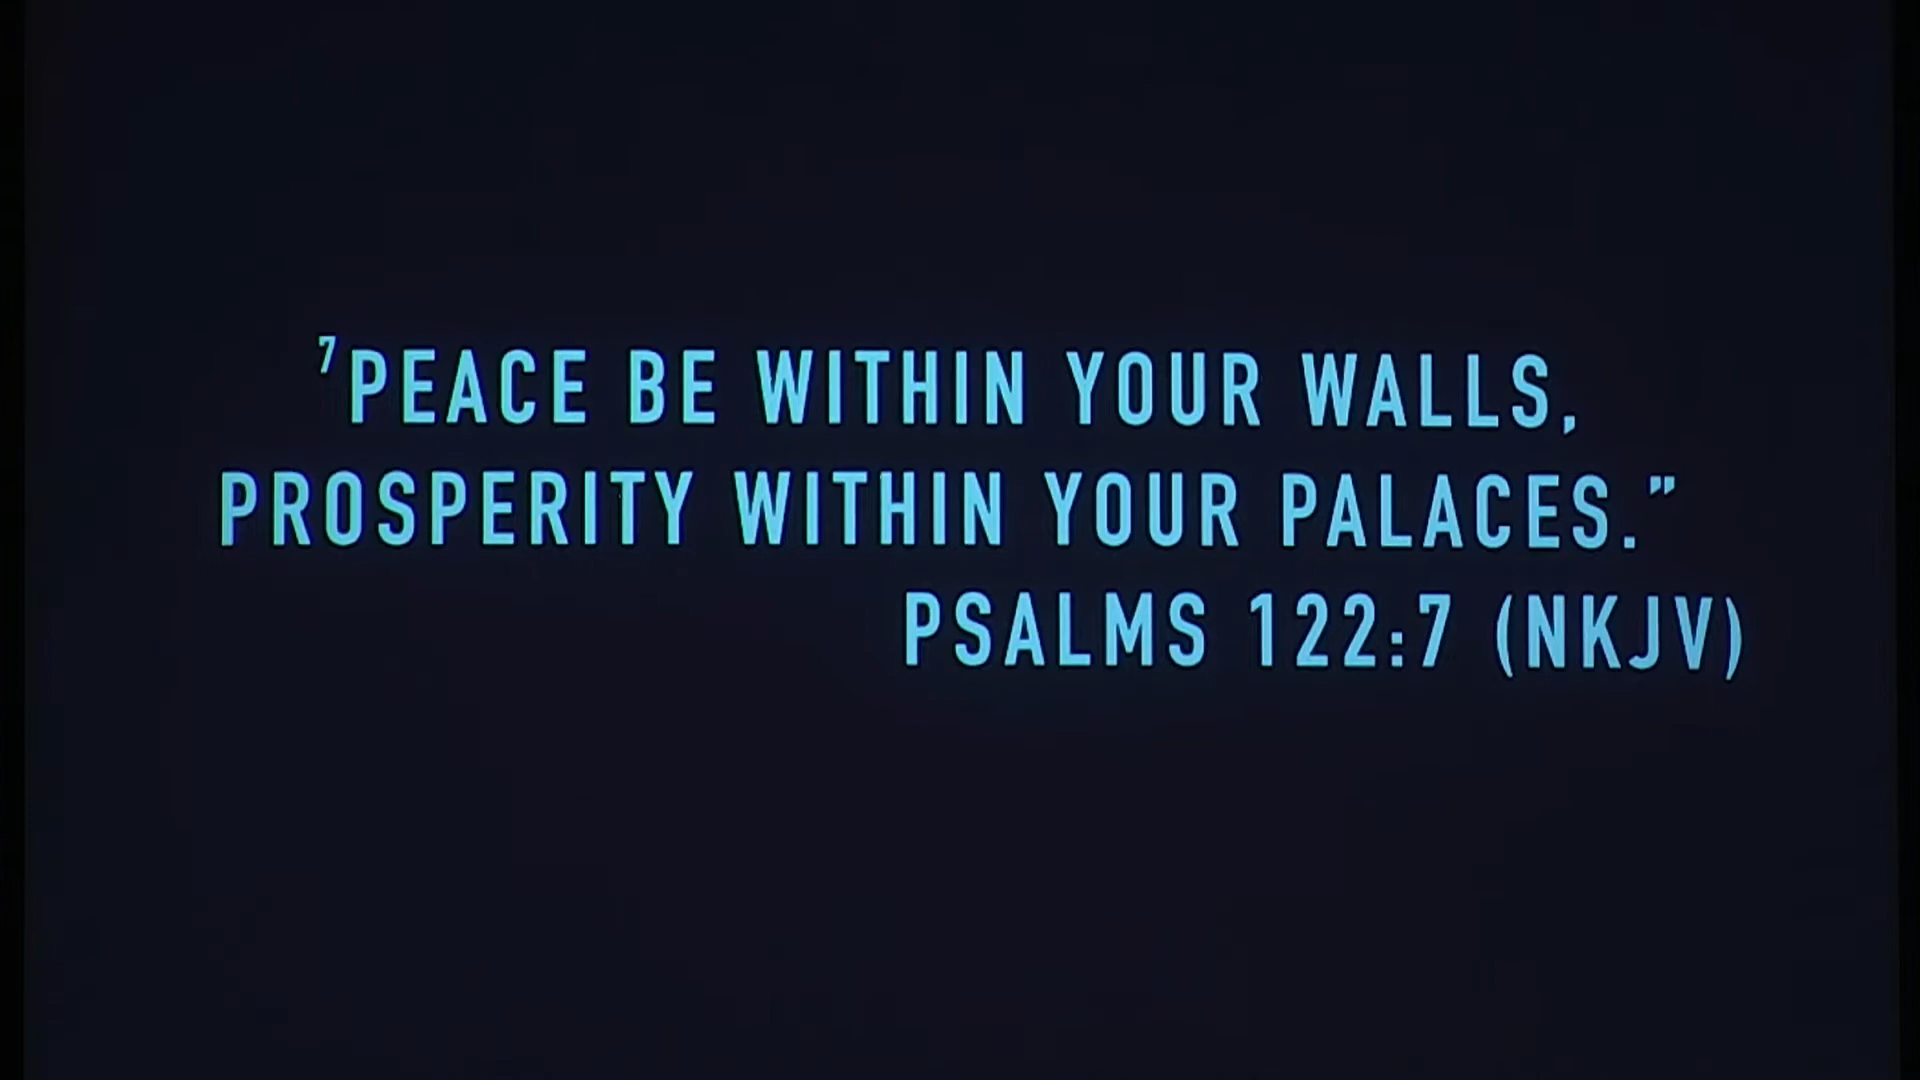 ⁷PEACE BE WITHIN YOUR WALLS,
PROSPERITY WITHIN YOUR PALACES.”
PSALMS 122:7 (NKJV)